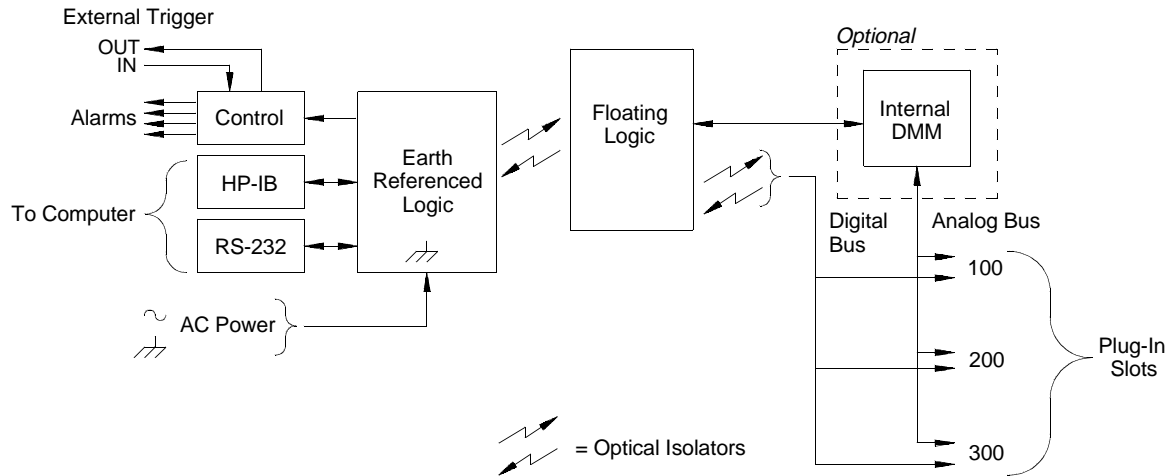 External Trigger
OUT
IN
Alarms
Control
HP-IB
RS-232
To Computer
Earth
Referenced
Logic
AC Power
Floating
Logic
Optional
Internal
DMM
Digital
Bus
Analog Bus
100
200
300
Plug-In
Slots
= Optical Isolators